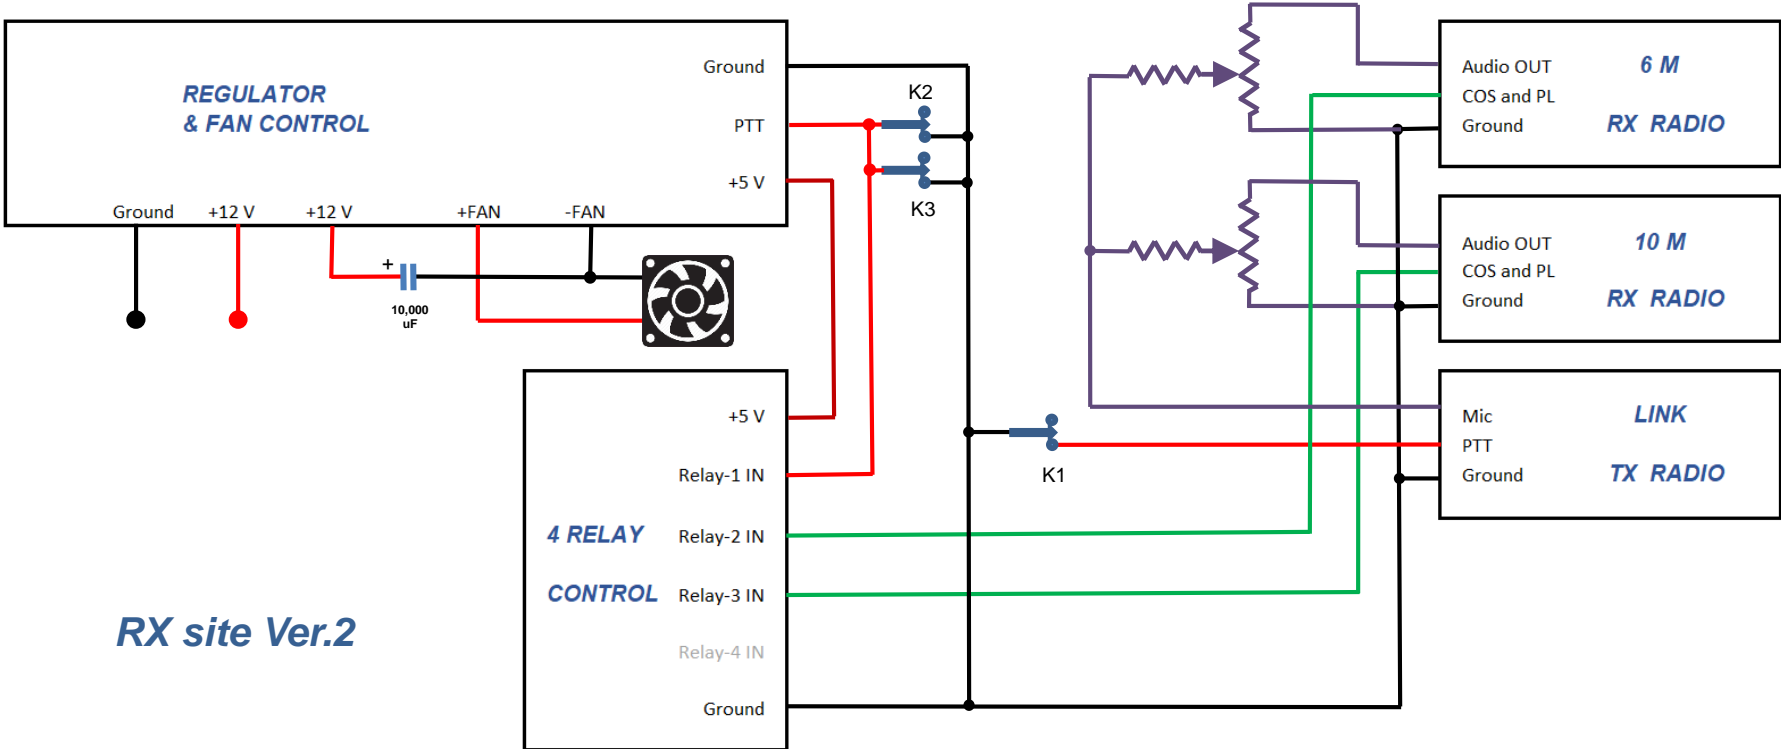 REGULATOR
& FAN CONTROL
Ground
PTT
+5 V
Ground +12 V +12 V +FAN -FAN
+
10,000
uF
K2
K3
Audio OUT 6 M
COS and PL
Ground RX RADIO
Audio OUT 10 M
COS and PL
Ground RX RADIO
Mic LINK
PTT
Ground TX RADIO
K1
+5 V
Relay-1 IN
4 RELAY Relay-2 IN
CONTROL Relay-3 IN
Relay-4 IN
Ground
RX site Ver.2